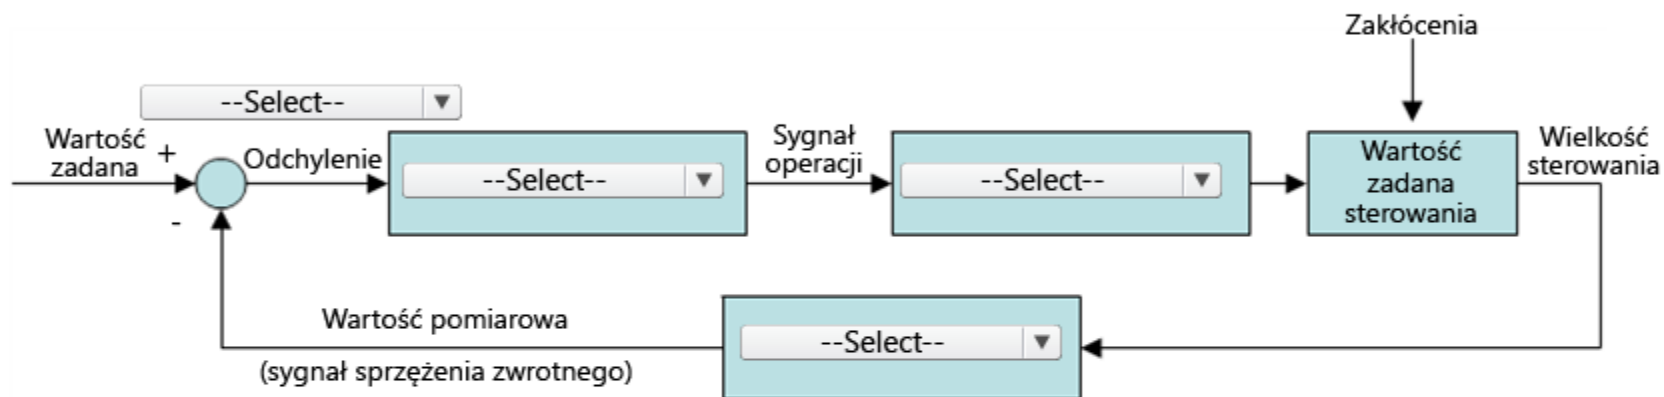 Zakłócenia
--Select--
Wartość
zadana
+
-
Odchylenie
--Select--
Sygnał
operacji
--Select--
Wartość
zadana
sterowania
Wielkość
sterowania
Wartość pomiarowa
(sygnał sprzężenia zwrotnego)
--Select--